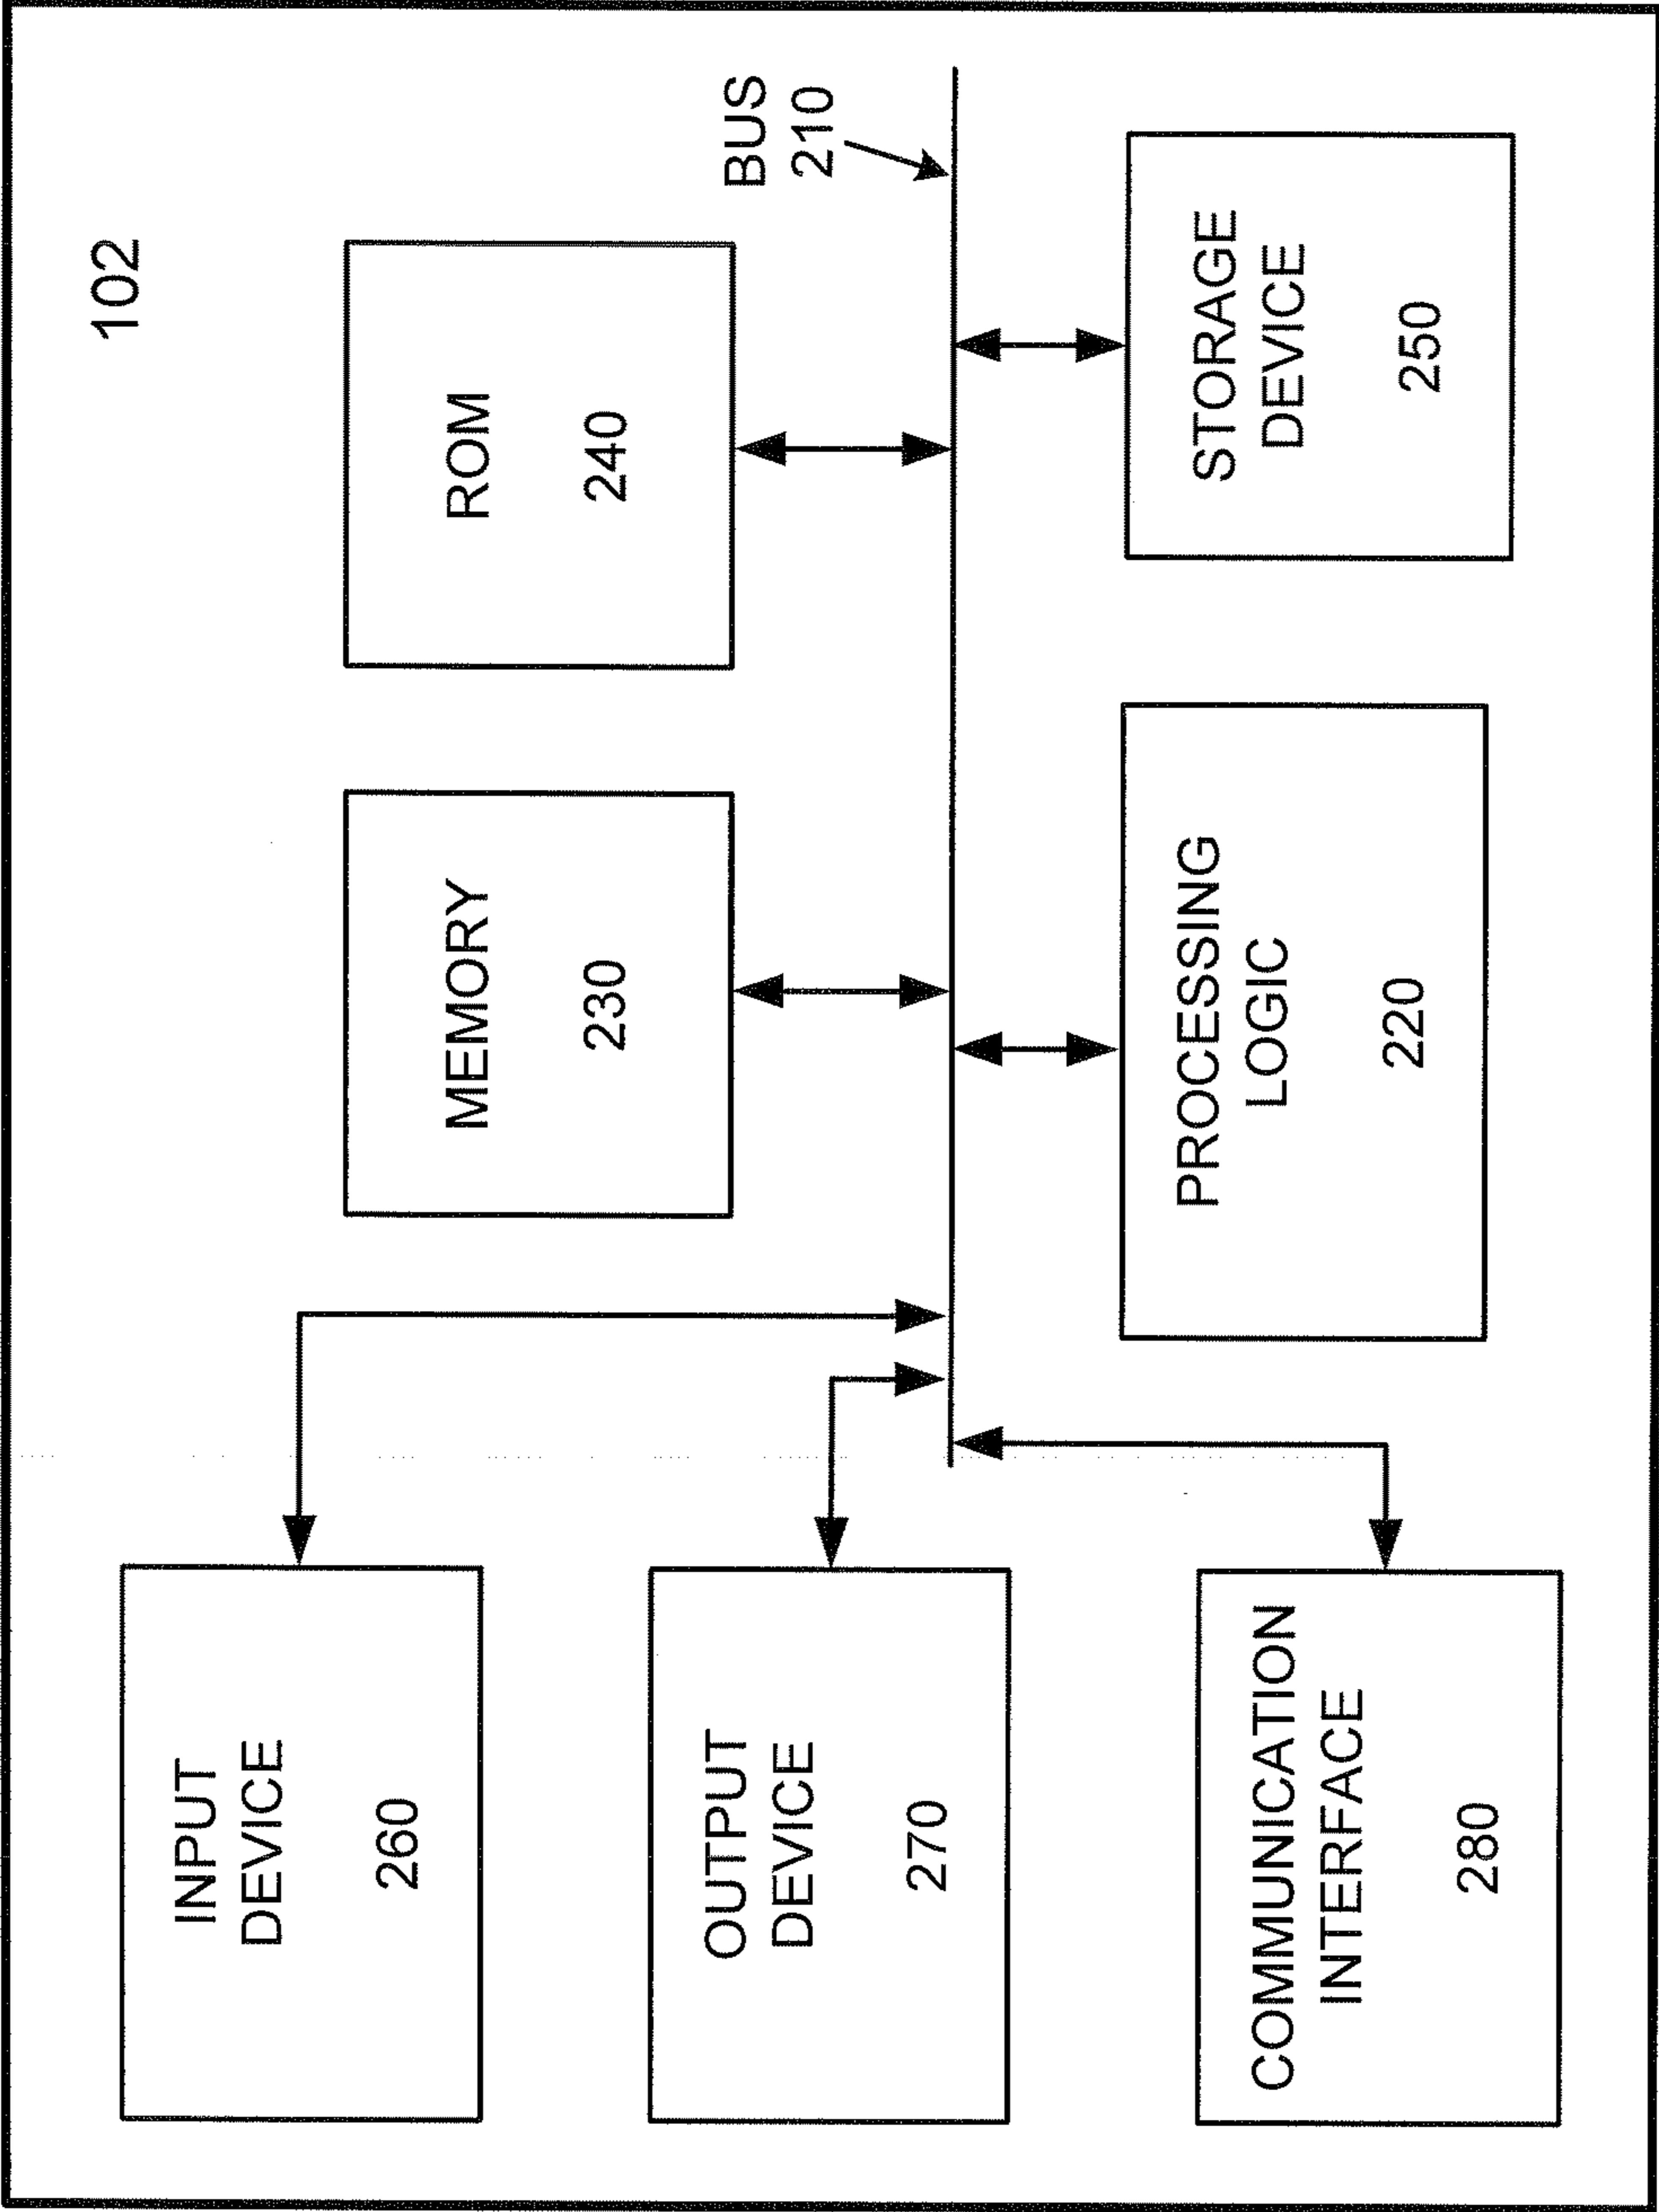 102
INPUT
DEVICE
260
MEMORY
230
ROM
240
BUS
210
OUTPUT
DEVICE
270
COMMUNICATION
INTERFACE
280
PROCESSING
LOGIC
220
STORAGE
DEVICE
250